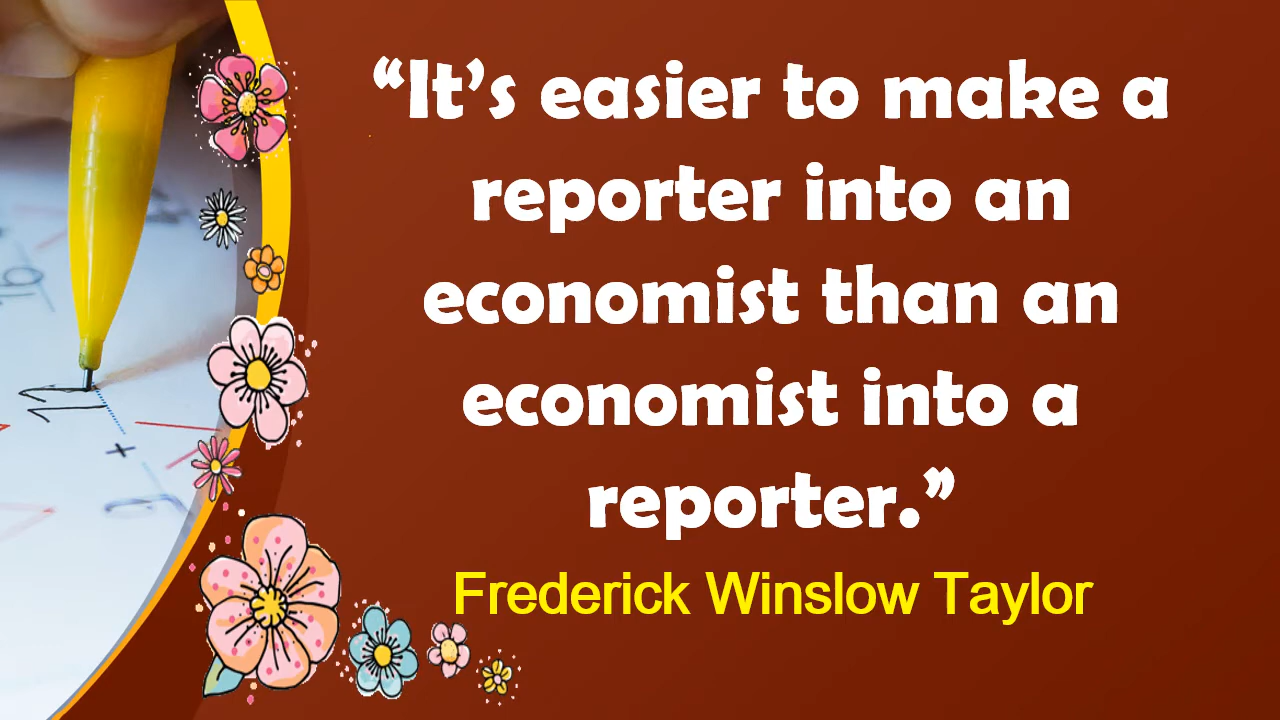 “It’s easier to make a
reporter into an
economist than an
economist into a
reporter.”
Frederick Winslow Taylor